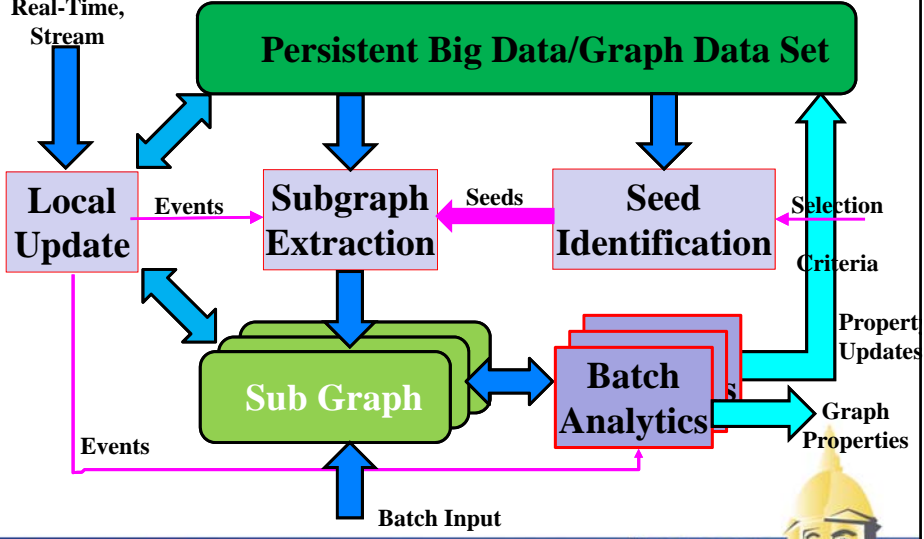 Real-Time,
Stream
Persistent Big Data/Graph Data Set
Local
Update
Events
Subgraph
Extraction
Seeds
Seed
Identification
Selection
Criteria
Propert
Updates
Sub Graph
Batch
Analytics
s
Graph
Properties
Events
Batch Input